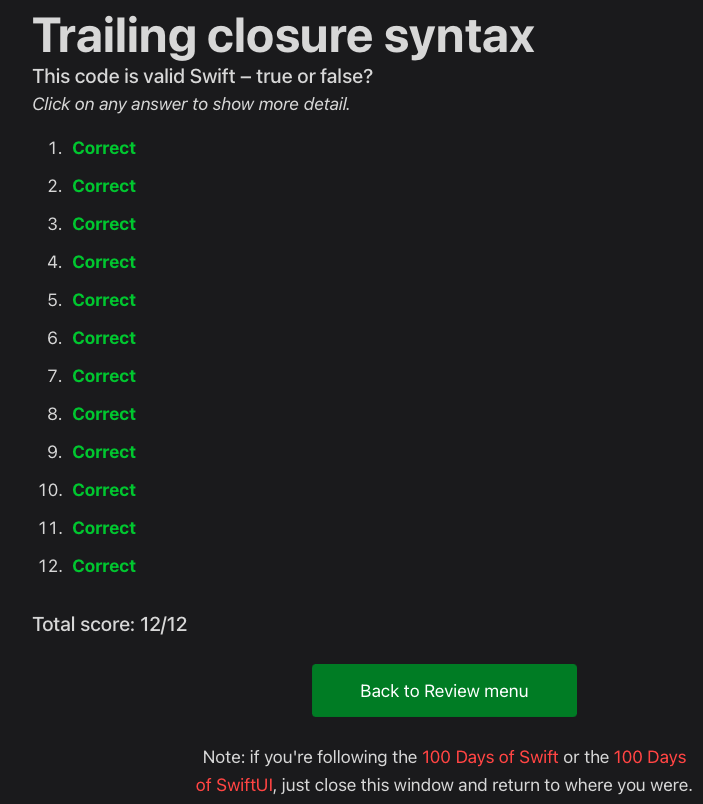 Trailing closure syntax
This code is valid Swift – true or false?
Click on any answer to show more detail.
1. Correct
2. Correct
3. Correct
4. Correct
5. Correct
6. Correct
7. Correct
8. Correct
9. Correct
10. Correct
11. Correct
12. Correct
Total score: 12/12
Back to Review menu
Note: if you're following the 100 Days of Swift or the 100 Days
of SwiftUI, just close this window and return to where you were.